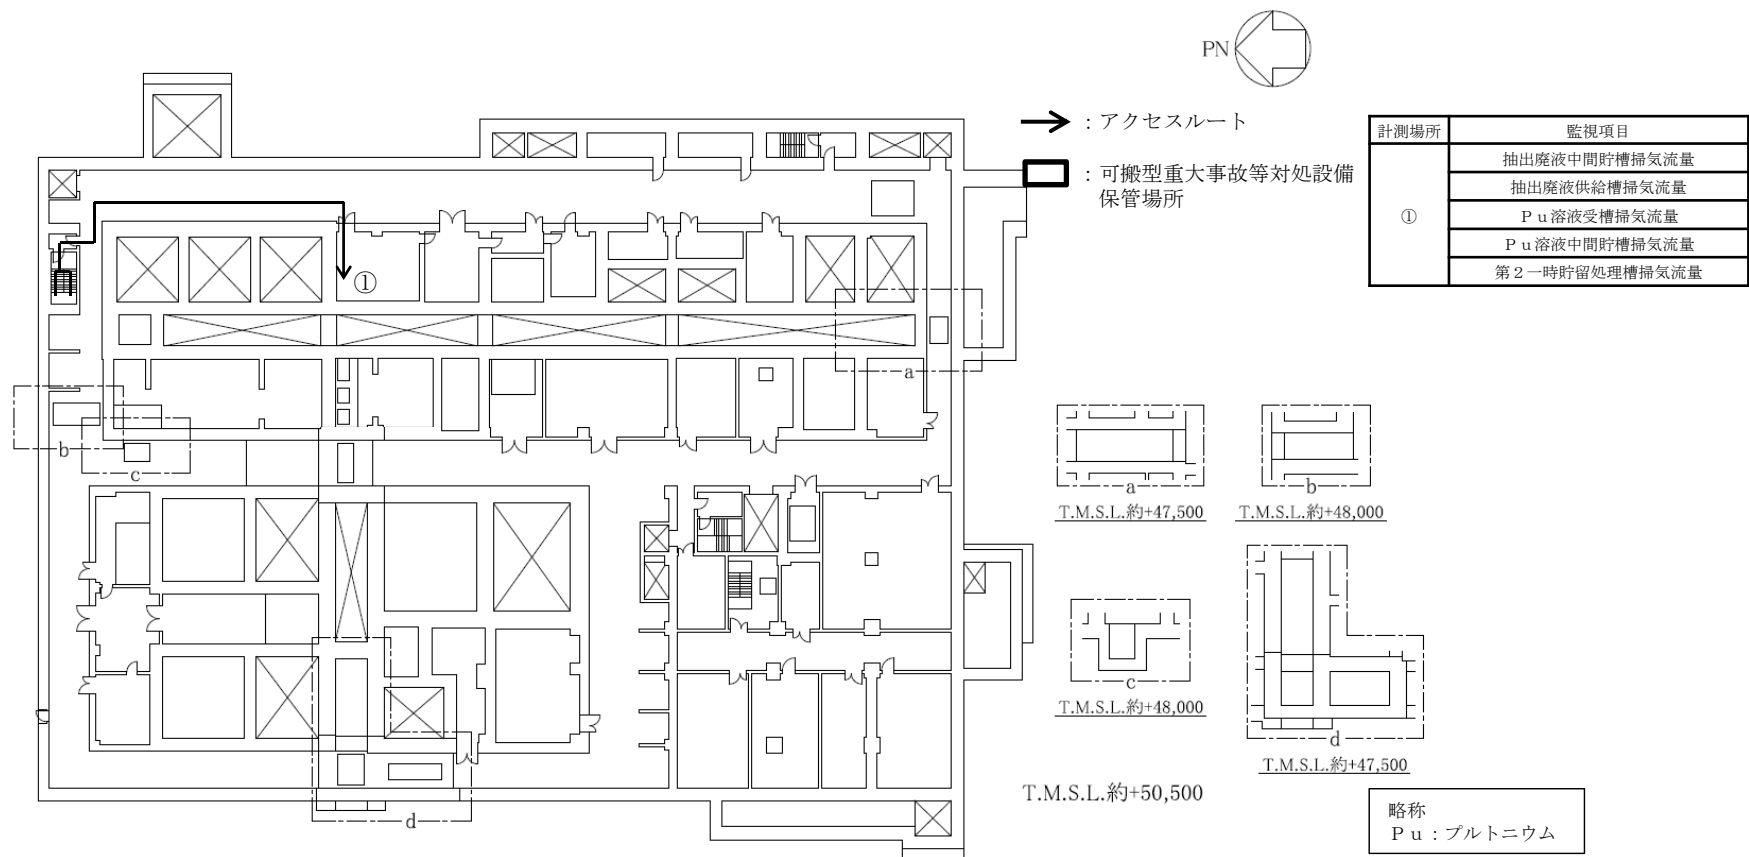 PN
：アクセスルート
：可搬型重大事故等対処設備
保管場所
計測場所 監視項目
① 抽出廃液中間貯槽掃気流量
抽出廃液供給槽掃気流量
Ｐｕ溶液受槽掃気流量
Ｐｕ溶液中間貯槽掃気流量
第２一時貯留処理槽掃気流量
①
a
b
c
d
a
T.M.S.L.約+47,500
b
T.M.S.L.約+48,000
c
T.M.S.L.約+48,000
d
T.M.S.L.約+47,500
T.M.S.L.約+50,500
略称
Ｐｕ：プルトニウム